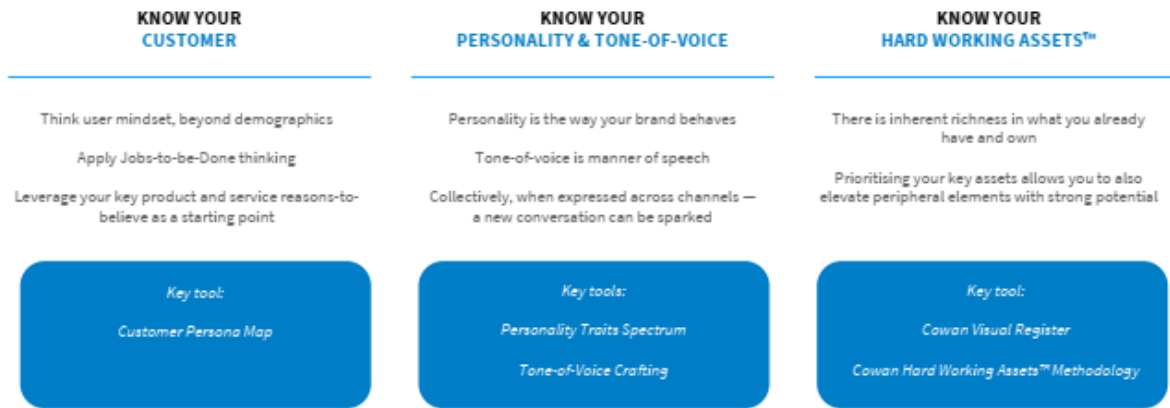 KNOW YOUR
CUSTOMER
Think user mindset, beyond demographics
Apply Jobs-to-be-Done thinking
Leverage your key product and service reasons-to-
believe as a starting point
Key tool:
Customer Persona Map
KNOW YOUR
PERSONALITY & TONE-OF-VOICE
Personality is the way your brand behaves
Tone-of-voice is manner of speech
Collectively, when expressed across channels —
a new conversation can be sparked
Key tools:
Personality Traits Spectrum
Tone-of-Voice Crafting
KNOW YOUR
HARD WORKING ASSETS™
There is inherent richness in what you already
have and own
Prioritising your key assets allows you to also
elevate peripheral elements with strong potential
Key tool:
Cowan Visual Register
Cowan Hard Working Assets™ Methodology